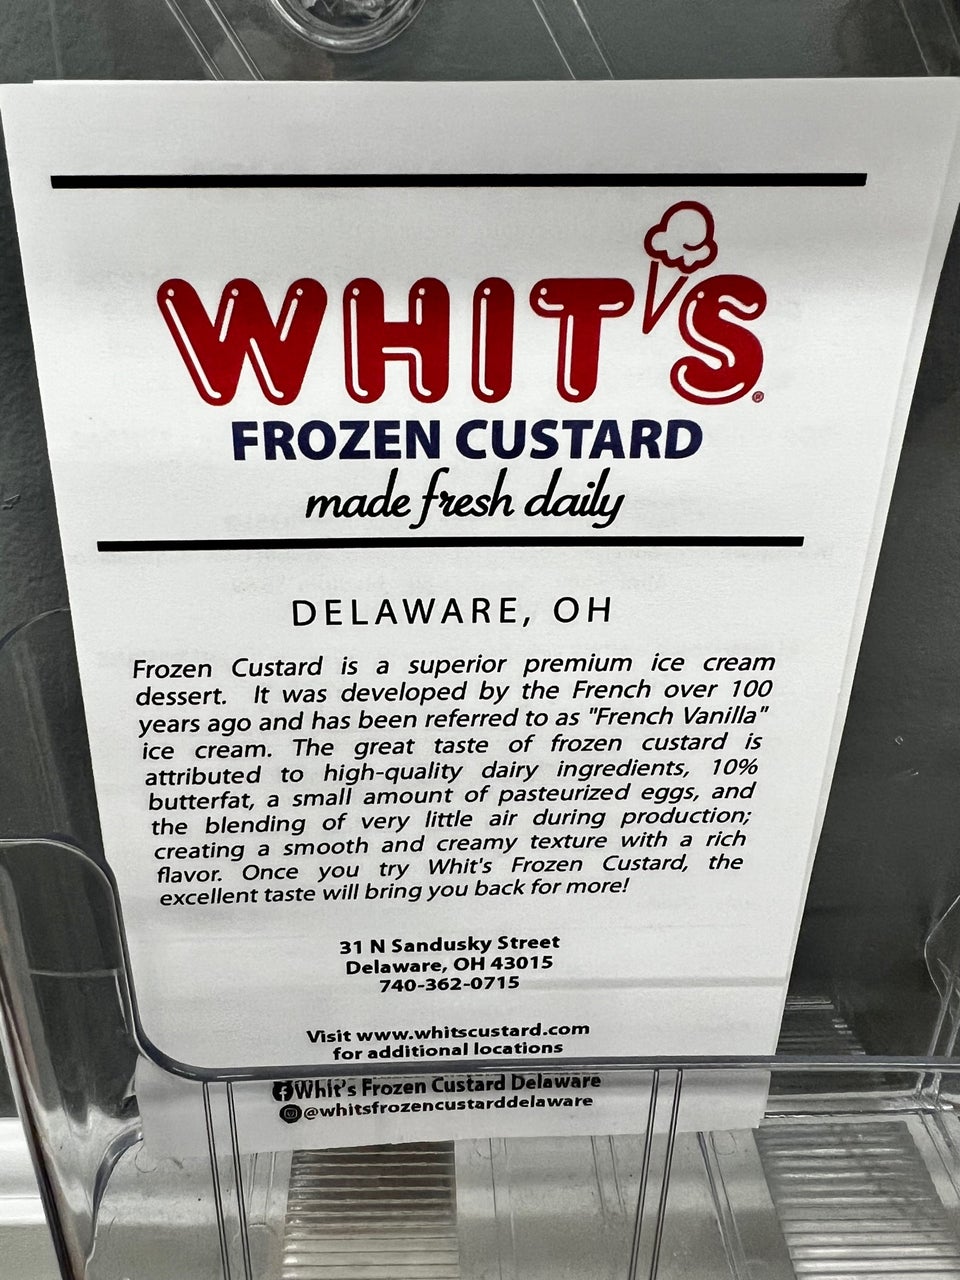 WHIT'S®
FROZEN CUSTARD
made fresh daily
DELAWARE, OH
Frozen Custard is a superior premium ice cream
dessert. It was developed by the French over 100
years ago and has been referred to as "French Vanilla"
ice cream. The great taste of frozen custard is
attributed to high-quality dairy ingredients, 10%
butterfat, a small amount of pasteurized eggs, and
the blending of very little air during production;
creating a smooth and creamy texture with a rich
flavor. Once you try Whit's Frozen Custard, the
excellent taste will bring you back for more!
31 N Sandusky Street
Delaware, OH 43015
740-362-0715
Visit www.whitscustard.com
for additional locations
Whit's Frozen Custard Delaware
@whitsfrozencustarddelaware